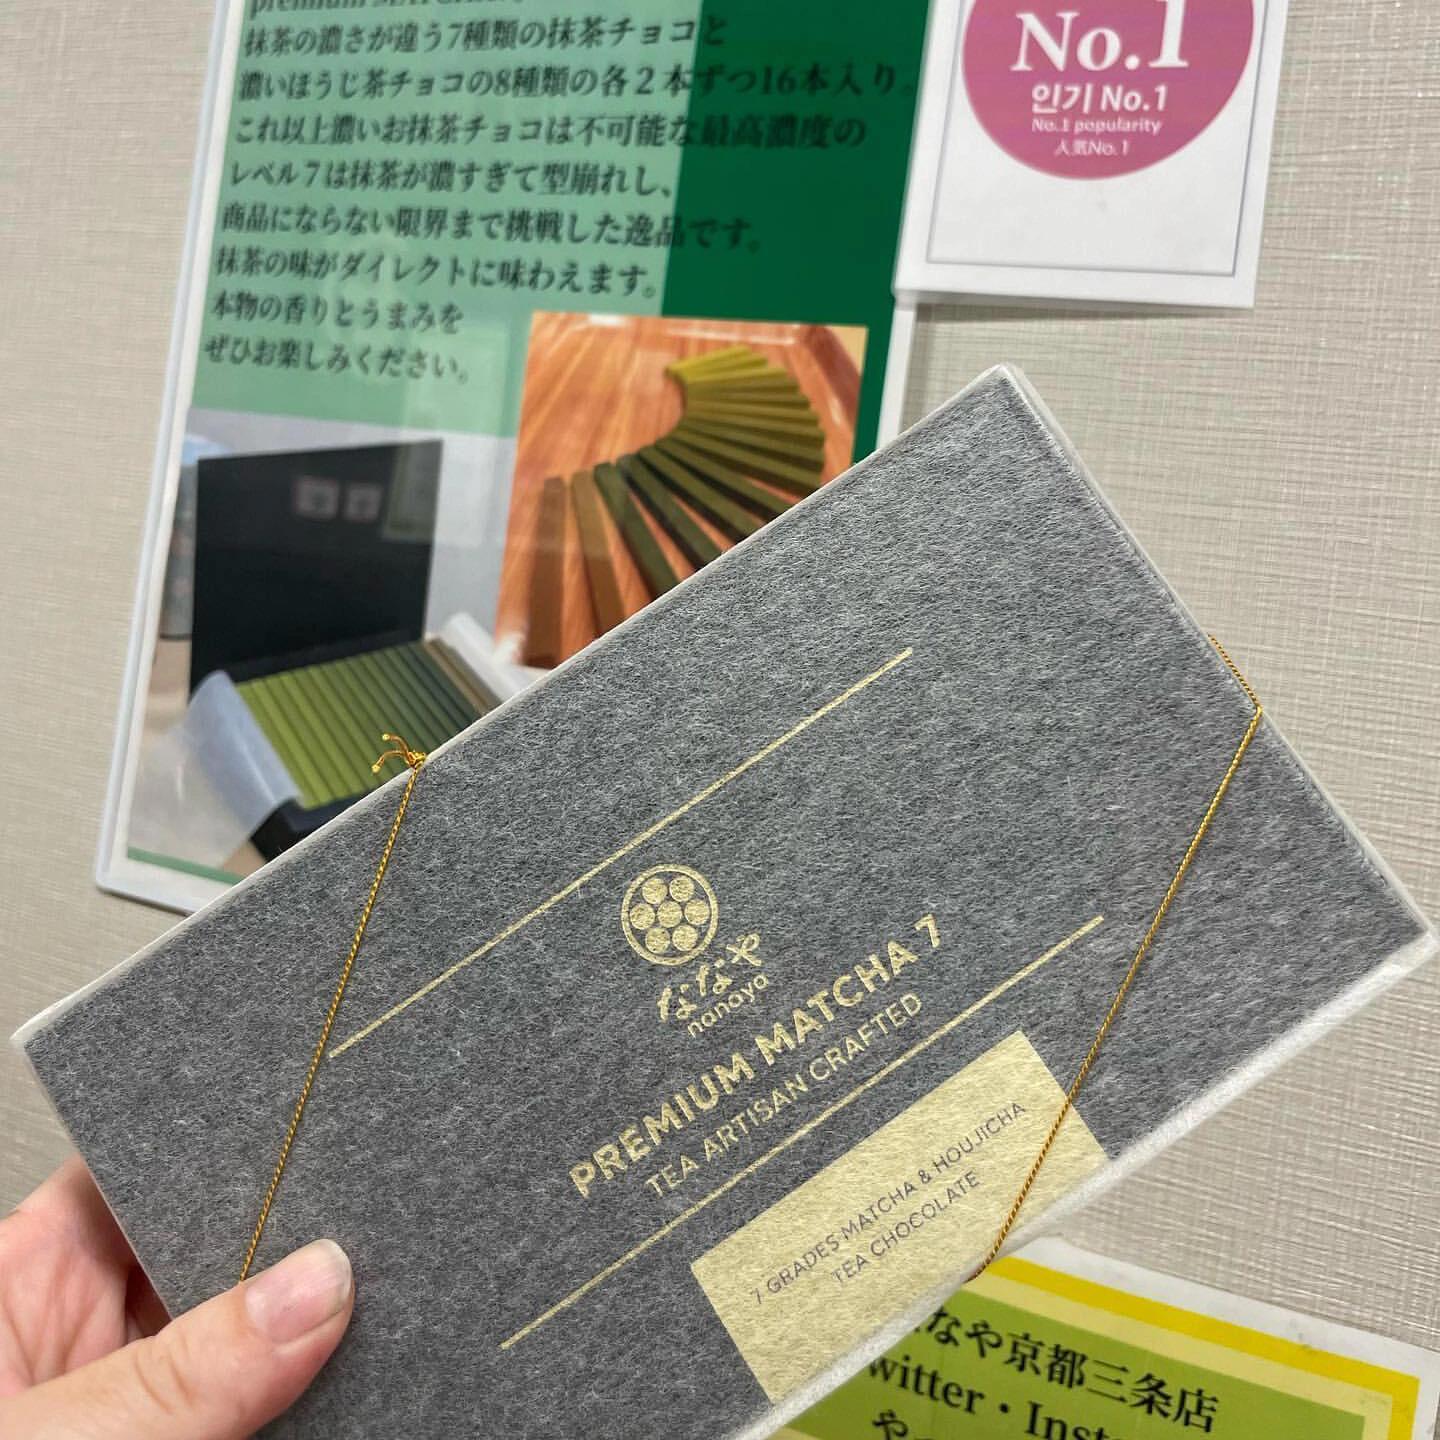 premium MATCHA
抹茶の濃さが違う7種類の抹茶チョコと
濃いほうじ茶チョコの8種類の各2本ずつ16本入り。
これ以上濃いお抹茶チョコは不可能な最高濃度の
レベル7は抹茶が濃すぎて型崩れし、
商品にならない限界まで挑戦した逸品です。
抹茶の味がダイレクトに味わえます。
本物の香りとうまみを
ぜひお楽しみください。
No.1
인기 No.1
No.1 popularity
人気No.1
ななや
nanaya
PREMIUM MATCHA 7
TEA ARTISAN CRAFTED
7 GRADES MATCHA & HOUJICHA
TEA CHOCOLATE
なや京都三条店
witter・Inst
や